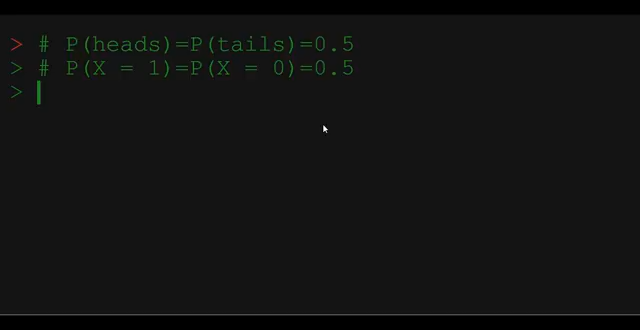 > # P(heads)=P(tails)=0.5
> # P(X = 1)=P(X = 0)=0.5
>